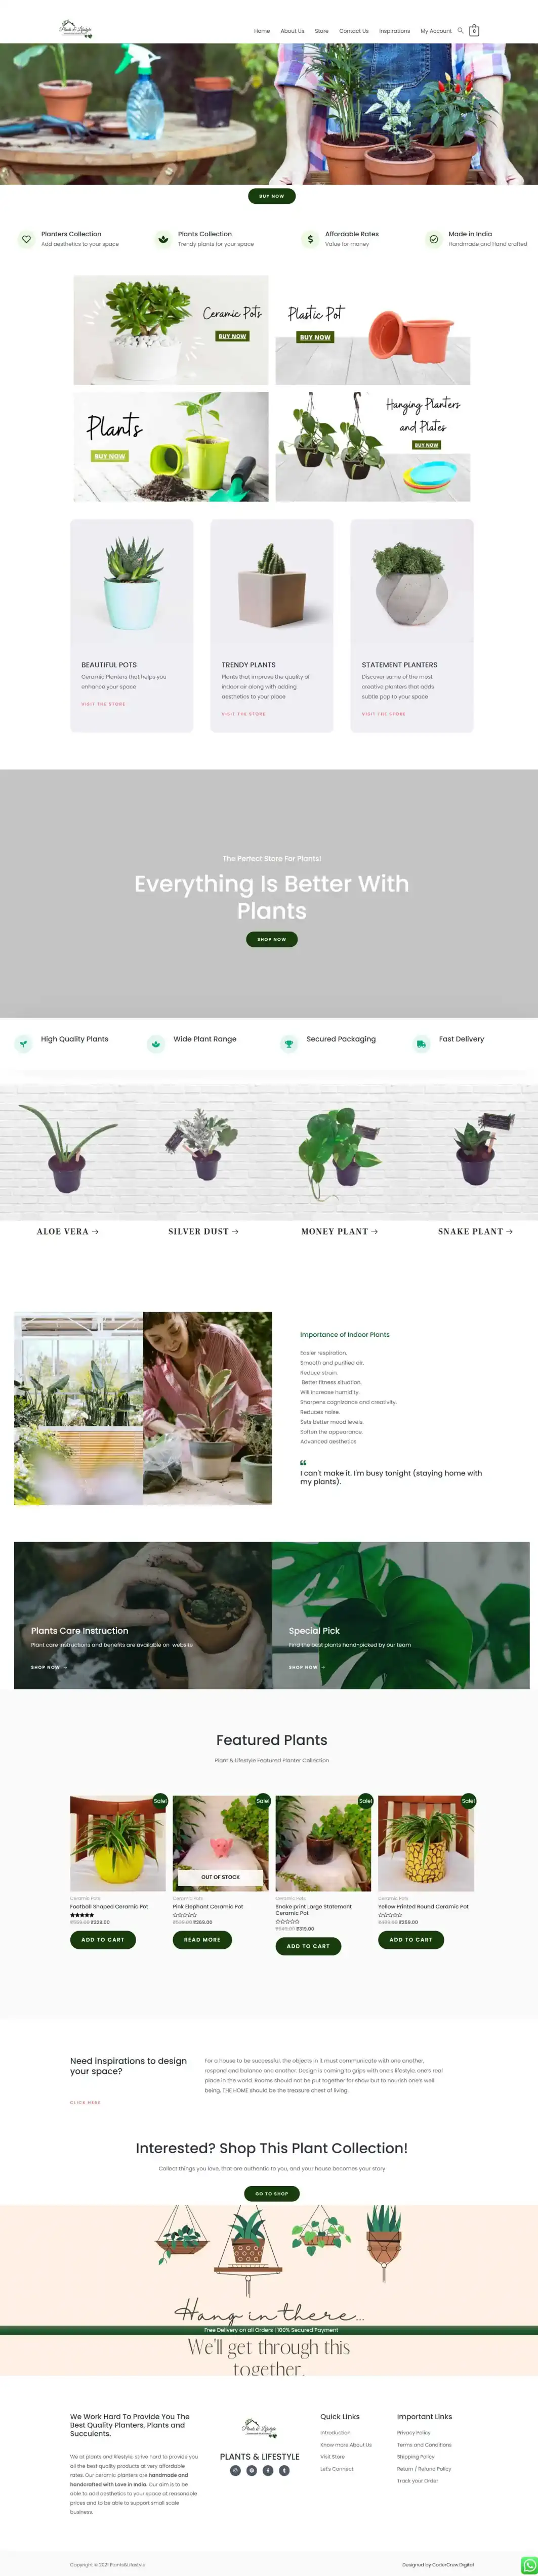 Plants & Lifestyle
Home About Us Store Contact Us Inspirations My Account 0
BUY NOW
Planters Collection
Add aesthetics to your space
Plants Collection
Trendy plants for your space
Affordable Rates
Value for money
Made in India
Handmade and Hand crafted
Ceramic Pots
BUY NOW
Plastic Pot
BUY NOW
Plants
BUY NOW
Hanging Planters
and Plates
BUY NOW
BEAUTIFUL POTS
Ceramic Planters that helps you
enhance your space
VISIT THE STORE
TRENDY PLANTS
Plants that improve the quality of
indoor air along with adding
aesthetics to your place
VISIT THE STORE
STATEMENT PLANTERS
Discover some of the most
creative planters that adds
subtle pop to your space
VISIT THE STORE
The Perfect Store For Plants!
Everything Is Better With
Plants
SHOP NOW
High Quality Plants
Wide Plant Range
Secured Packaging
Fast Delivery
ALOE VERA →
SILVER DUST →
MONEY PLANT →
SNAKE PLANT →
Importance of Indoor Plants
Easier respiration.
Smooth and purified air.
Reduce strain.
Better fitness situation.
Will increase humidity.
Sharpens cognizance and creativity.
Reduces noise.
Sets better mood levels.
Soften the appearance.
Advanced aesthetics
I can't make it. I'm busy tonight (staying home with
my plants).
Plants Care Instruction
Plant care instructions and benefits are available on website
SHOP NOW →
Special Pick
Find the best plants hand-picked by our team
SHOP NOW →
Featured Plants
Plant & Lifestyle Featured Planter Collection
Sale!
Ceramic Pots
Football Shaped Ceramic Pot
₹329.00
ADD TO CART
Sale!
OUT OF STOCK
Ceramic Pots
Pink Elephant Ceramic Pot
₹269.00
READ MORE
Sale!
Ceramic Pots
Snake print Large Statement
Ceramic Pot
₹319.00
ADD TO CART
Sale!
Ceramic Pots
Yellow Printed Round Ceramic Pot
₹259.00
ADD TO CART
Need inspirations to design
your space?
CLICK HERE
For a house to be successful, the objects in it must communicate with one another,
respond and balance one another. Design is coming to grips with one's lifestyle, one's real
place in the world. Rooms should not be put together for show but to nourish one's well
being. THE HOME should be the treasure chest of living.
Interested? Shop This Plant Collection!
Collect things you love, that are authentic to you, and your house becomes your story
GO TO SHOP
Hang in there...
Free Delivery on all Orders | 100% Secured Payment
We'll get through this
together.
We Work Hard To Provide You The
Best Quality Planters, Plants and
Succulents.
We at plants and lifestyle, strive hard to provide you
all the best quality products at very affordable
rates. Our ceramic planters are handmade and
handcrafted with Love in India. Our aim is to be
able to add aesthetics to your space at reasonable
prices and to be able to support small scale
business.
Plants & Lifestyle
PLANTS & LIFESTYLE
Quick Links
Introduction
Know more About Us
Visit Store
Let's Connect
Important Links
Privacy Policy
Terms and Conditions
Shipping Policy
Return / Refund Policy
Track your Order
Copyright © 2021 Plants&Lifestyle
Designed by CoderCrew.Digital